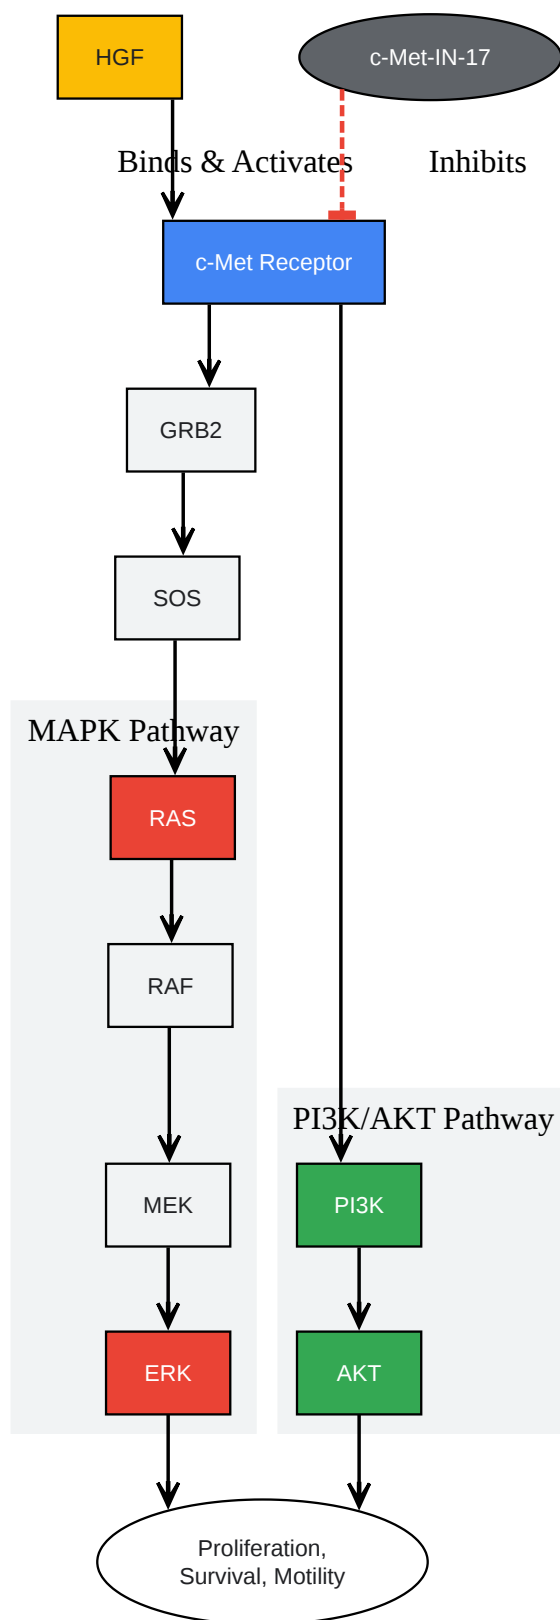 HGF
c-Met-IN-17
Binds & Activates
Inhibits
c-Met Receptor
GRB2
SOS
MAPK Pathway
RAS
RAF
PI3K/AKT Pathway
MEK
PI3K
ERK
AKT
Proliferation,
Survival, Motility